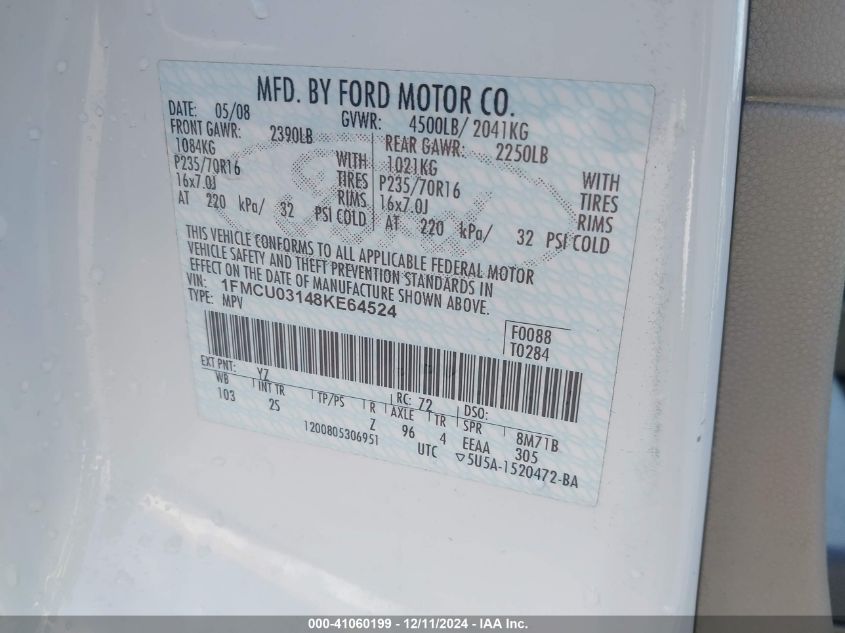 MFD. BY FORD MOTOR CO.
DATE: 05/08 GVWR: 4500LB/ 2041KG
FRONT GAWR: 2390LB REAR GAWR: 2250LB
1084KG WITH 1021KG WITH
P235/70R16 TIRES P235/70R16 TIRES
16x7.0J RIMS 16x7.0J RIMS
AT 220 kPa/ 32 PSI COLD AT 220 kPa/ 32 PSI COLD
THIS VEHICLE CONFORMS TO ALL APPLICABLE FEDERAL MOTOR
VEHICLE SAFETY AND THEFT PREVENTION STANDARDS IN
EFFECT ON THE DATE OF MANUFACTURE SHOWN ABOVE.
VIN: 1FMCU03148KE64524
TYPE: MPV
F0088
T0284
EXT PNT: YZ RC: 72 DSO:
WB INT TR TP/PS R AXLE TR SPR 8M71B
103 2S Z 96 4 EEAA 305
1200805306951 UTC ▽5U5A-1520472-BA
000-41060199 - 12/11/2024 - IAA Inc.